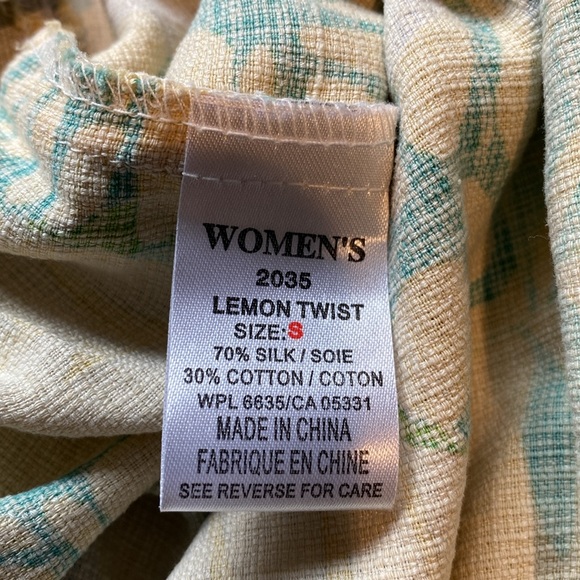 WOMEN'S
2035
LEMON TWIST
SIZE:S
70% SILK / SOIE
30% COTTON / COTON
WPL 6635/CA 05331
MADE IN CHINA
FABRIQUE EN CHINE
SEE REVERSE FOR CARE